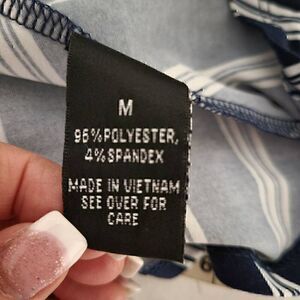 M
96% POLYESTER,
4% SPANDEX
MADE IN VIETNAM
SEE OVER FOR
CARE